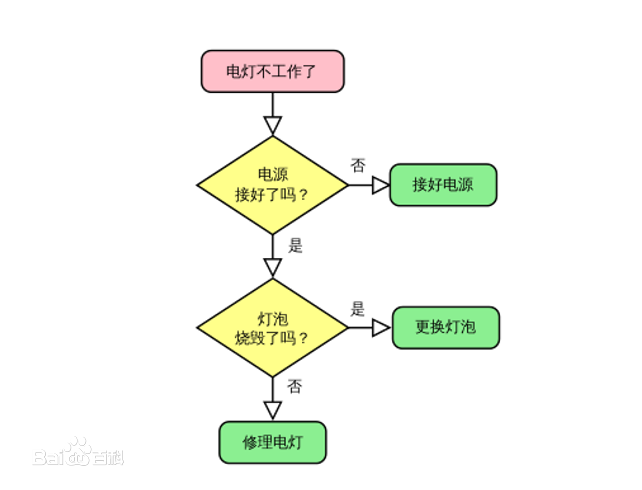 电灯不工作了
电源
接好了吗？
否
接好电源
是
灯泡
烧毁了吗？
是
更换灯泡
否
修理电灯
Bai百科